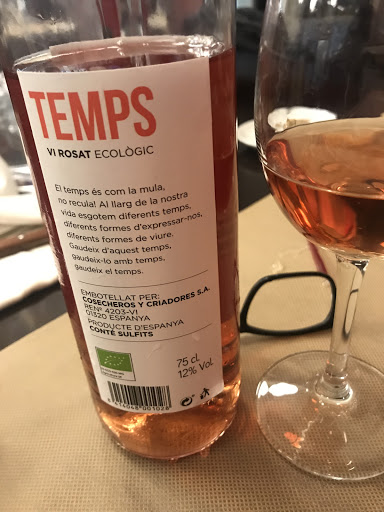 TEMPS
VI ROSAT ECOLÒGIC
El temps és com la mula,
no recula! Al llarg de la nostra
vida esgotem diferents temps,
diferents formes d'expressar-nos,
diferents formes de viure.
Gaudeix d'aquest temps,
gaudeix-lo amb temps,
gaudeix el temps.
EMBOTELLAT PER:
COSECHEROS Y CRIADORES S.A.
RENº 4203-VI
01320 ESPANYA
PRODUCTE D'ESPANYA
CONTÉ SULFITS
75 cl.
12% Vol.